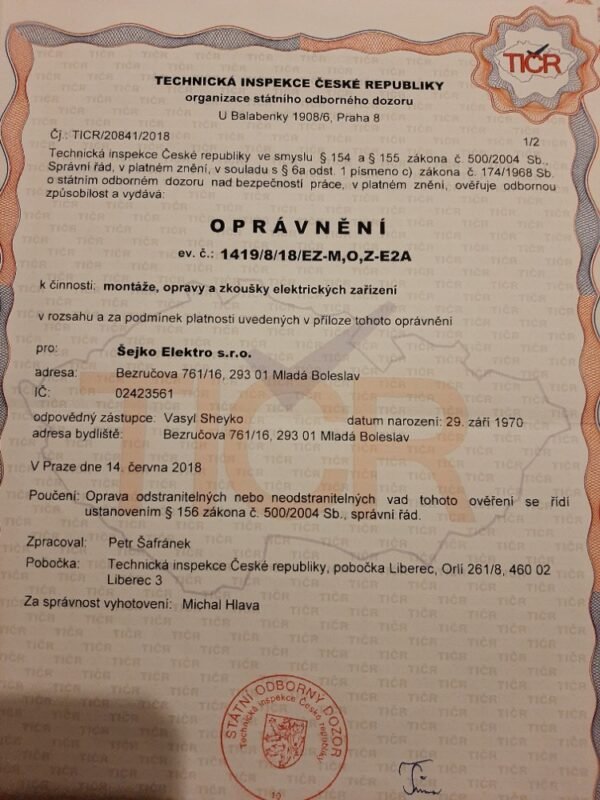 TIČR
TECHNICKÁ INSPEKCE ČESKÉ REPUBLIKY
organizace státního odborného dozoru
U Balabenky 1908/6, Praha 8
Čj.: TICR/20841/2018
1/2
Technická inspekce České republiky ve smyslu § 154 a § 155 zákona č. 500/2004 Sb.,
Správní řád, v platném znění, v souladu s § 6a odst. 1 písmeno c) zákona č. 174/1968 Sb.
o státním odborném dozoru nad bezpečností práce, v platném znění, ověřuje odbornou
způsobilost a vydává:
OPRÁVNĚNÍ
ev. č.: 1419/8/18/EZ-M,O,Z-E2A
k činnosti: montáže, opravy a zkoušky elektrických zařízení
v rozsahu a za podmínek platnosti uvedených v příloze tohoto oprávnění
pro: Šejko Elektro s.r.o.
adresa: Bezručova 761/16, 293 01 Mladá Boleslav
IČ: 02423561
odpovědný zástupce: Vasyl Sheyko datum narození: 29. září 1970
adresa bydliště: Bezručova 761/16, 293 01 Mladá Boleslav
V Praze dne 14. června 2018
Poučení: Oprava odstranitelných nebo neodstranitelných vad tohoto ověření se řídí
ustanovením § 156 zákona č. 500/2004 Sb., správní řád.
Zpracoval: Petr Šafránek
Pobočka: Technická inspekce České republiky, pobočka Liberec, Orlí 261/8, 460 02
Liberec 3
Za správnost vyhotovení: Michal Hlava
STÁTNÍ ODBORNÝ DOZOR
Technická inspekce České republiky